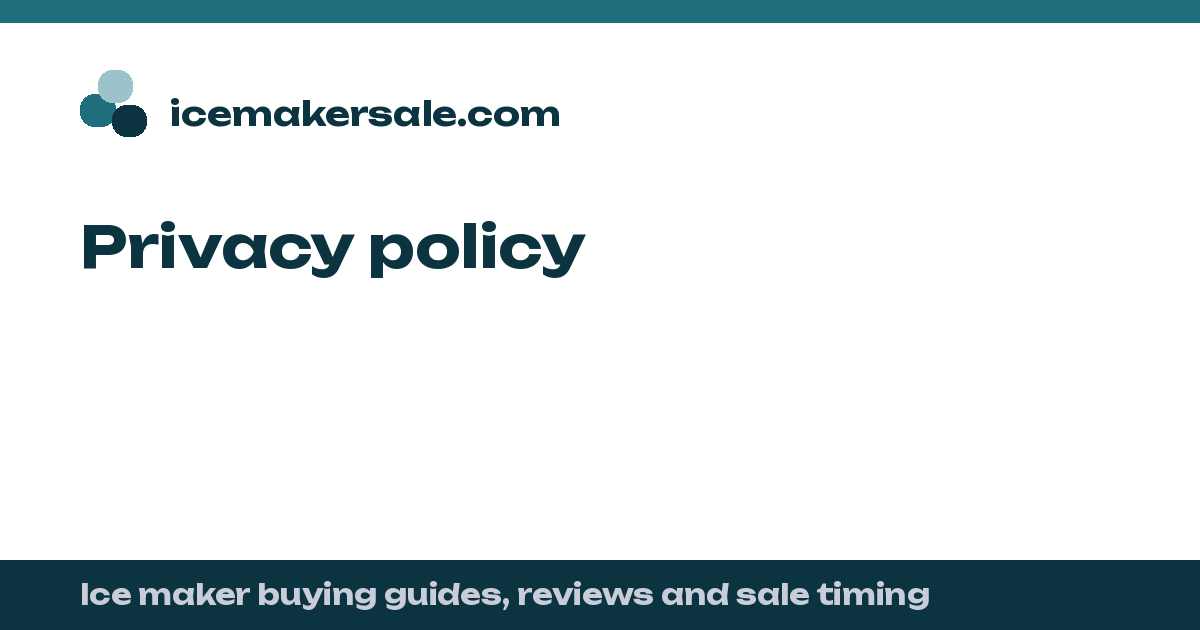 icemakersale.com
Privacy policy
Ice maker buying guides, reviews and sale timing